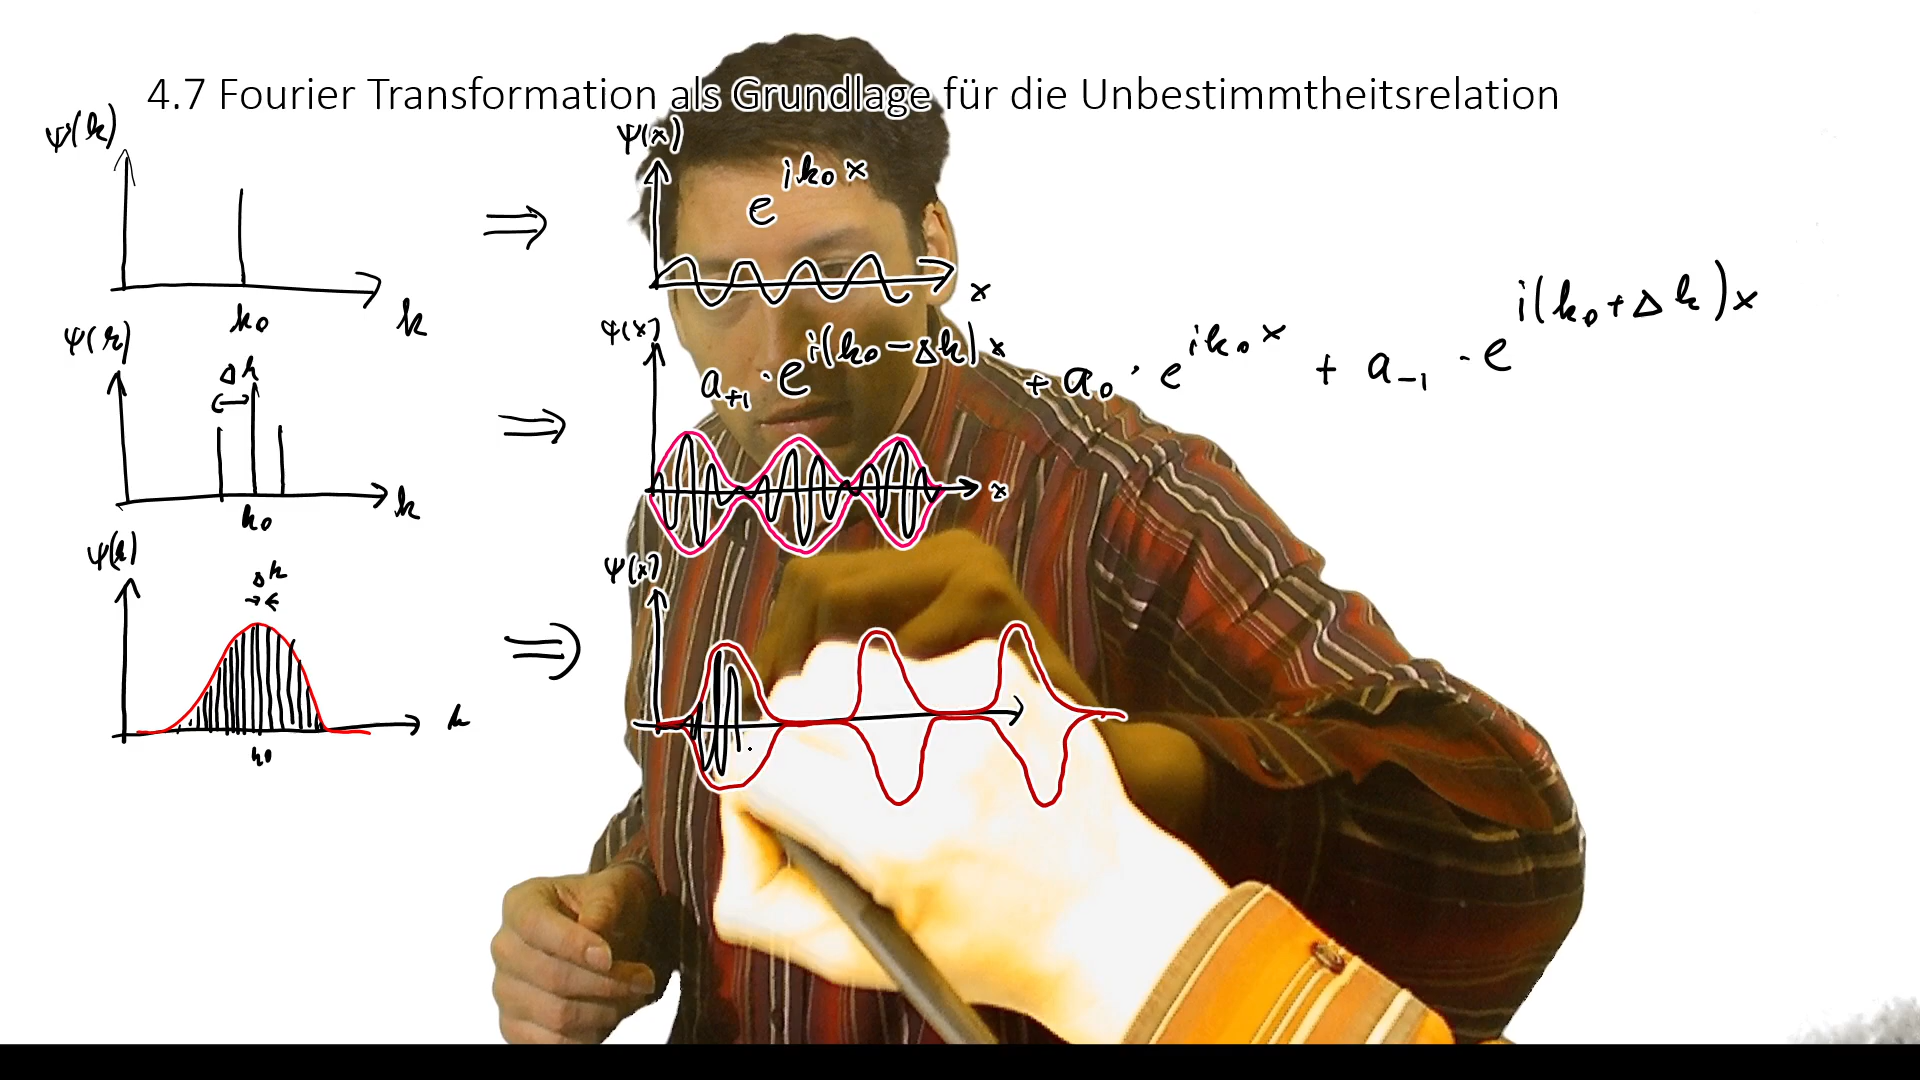 4.7 Fourier Transformation als Grundlage für die Unbestimmtheitsrelation
ψ(k)
k₀
k
⇒
ψ(x)
e^{ik₀x}
x
ψ(k)
Δk
k₀
k
⇒
ψ(x)
a₊₁ · e^{i(k₀-Δk)x} + a₀ · e^{ik₀x} + a₋₁ · e^{i(k₀+Δk)x}
x
ψ(k)
Δk
k₀
k
⇒
ψ(x)